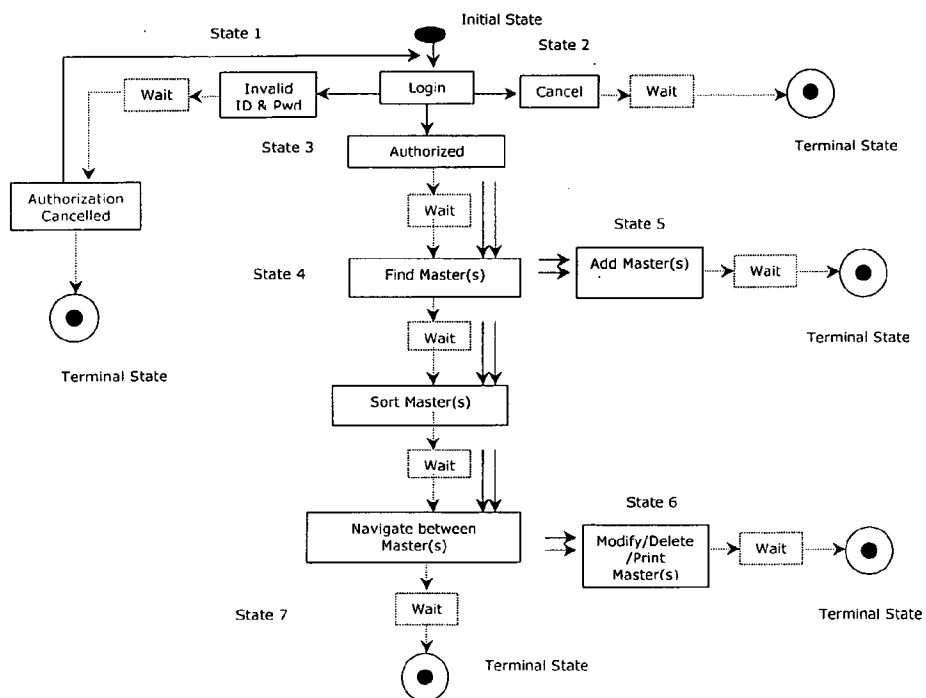 Initial State
State 1
State 2
Wait
Invalid
ID & Pwd
Login
Cancel
Wait
Terminal State
State 3
Authorized
Authorization
Cancelled
Wait
State 5
State 4
Find Master(s)
Add Master(s)
Wait
Terminal State
Wait
Terminal State
Sort Master(s)
Wait
State 6
Navigate between
Master(s)
Modify/Delete
/Print
Master(s)
Wait
State 7
Wait
Terminal State
Terminal State